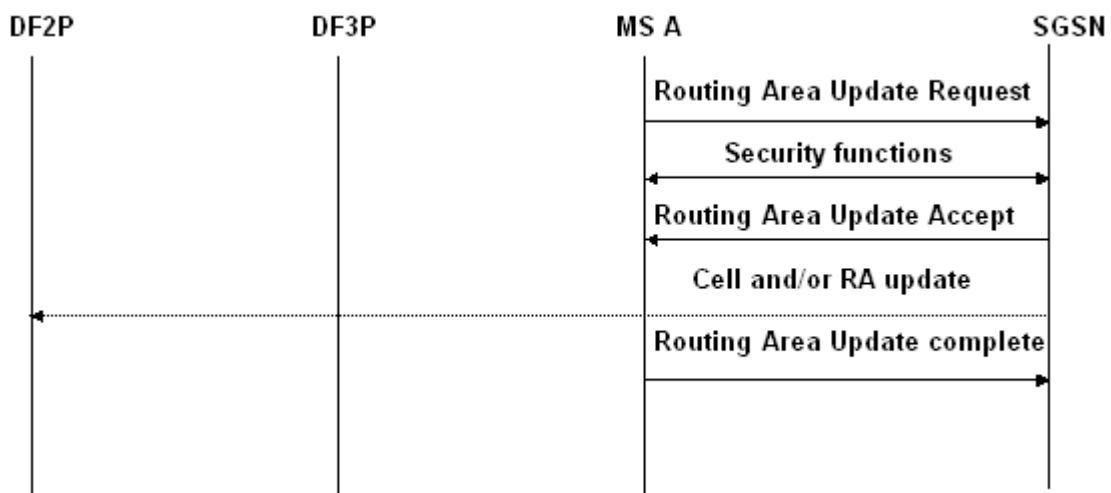 DF2P
DF3P
MS A
SGSN
Routing Area Update Request
Security functions
Routing Area Update Accept
Cell and/or RA update
Routing Area Update complete